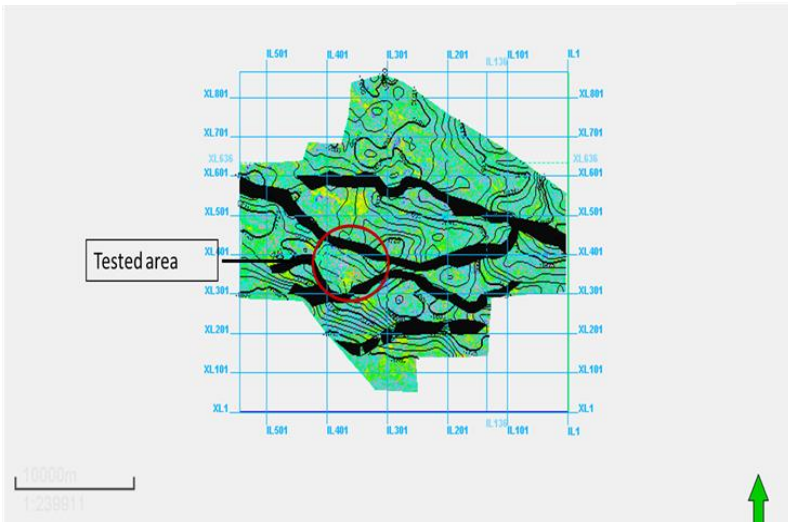 IL501 IL401 IL301 IL201 IL101 IL1
IL136
XL801 XL801
XL701 XL701
XL636 XL636
XL601 XL601
XL501 XL501
Tested area
XL401 XL401
XL301 XL301
XL201 XL201
XL101 XL101
XL1 XL1
IL136
IL501 IL401 IL301 IL201 IL101 IL1
10000m
1:239911